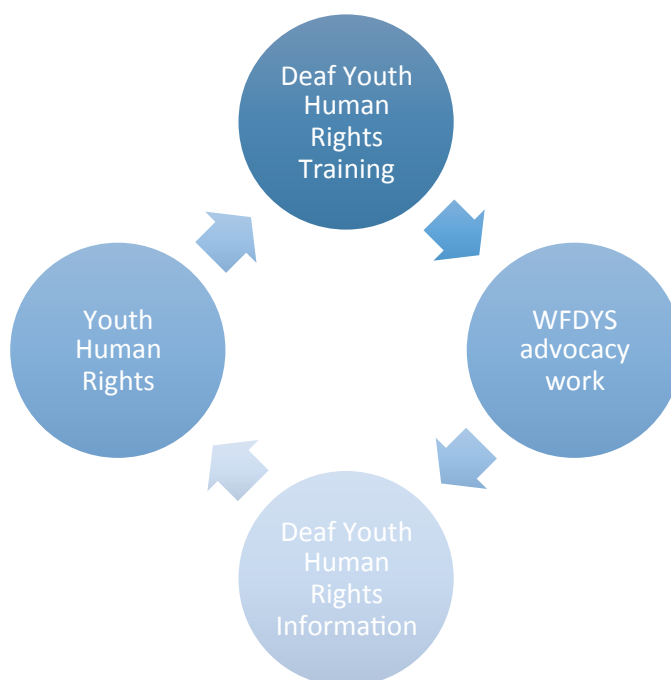 Deaf Youth
Human
Rights
Training
WFDYS
advocacy
work
Deaf Youth
Human
Rights
Information
Youth
Human
Rights